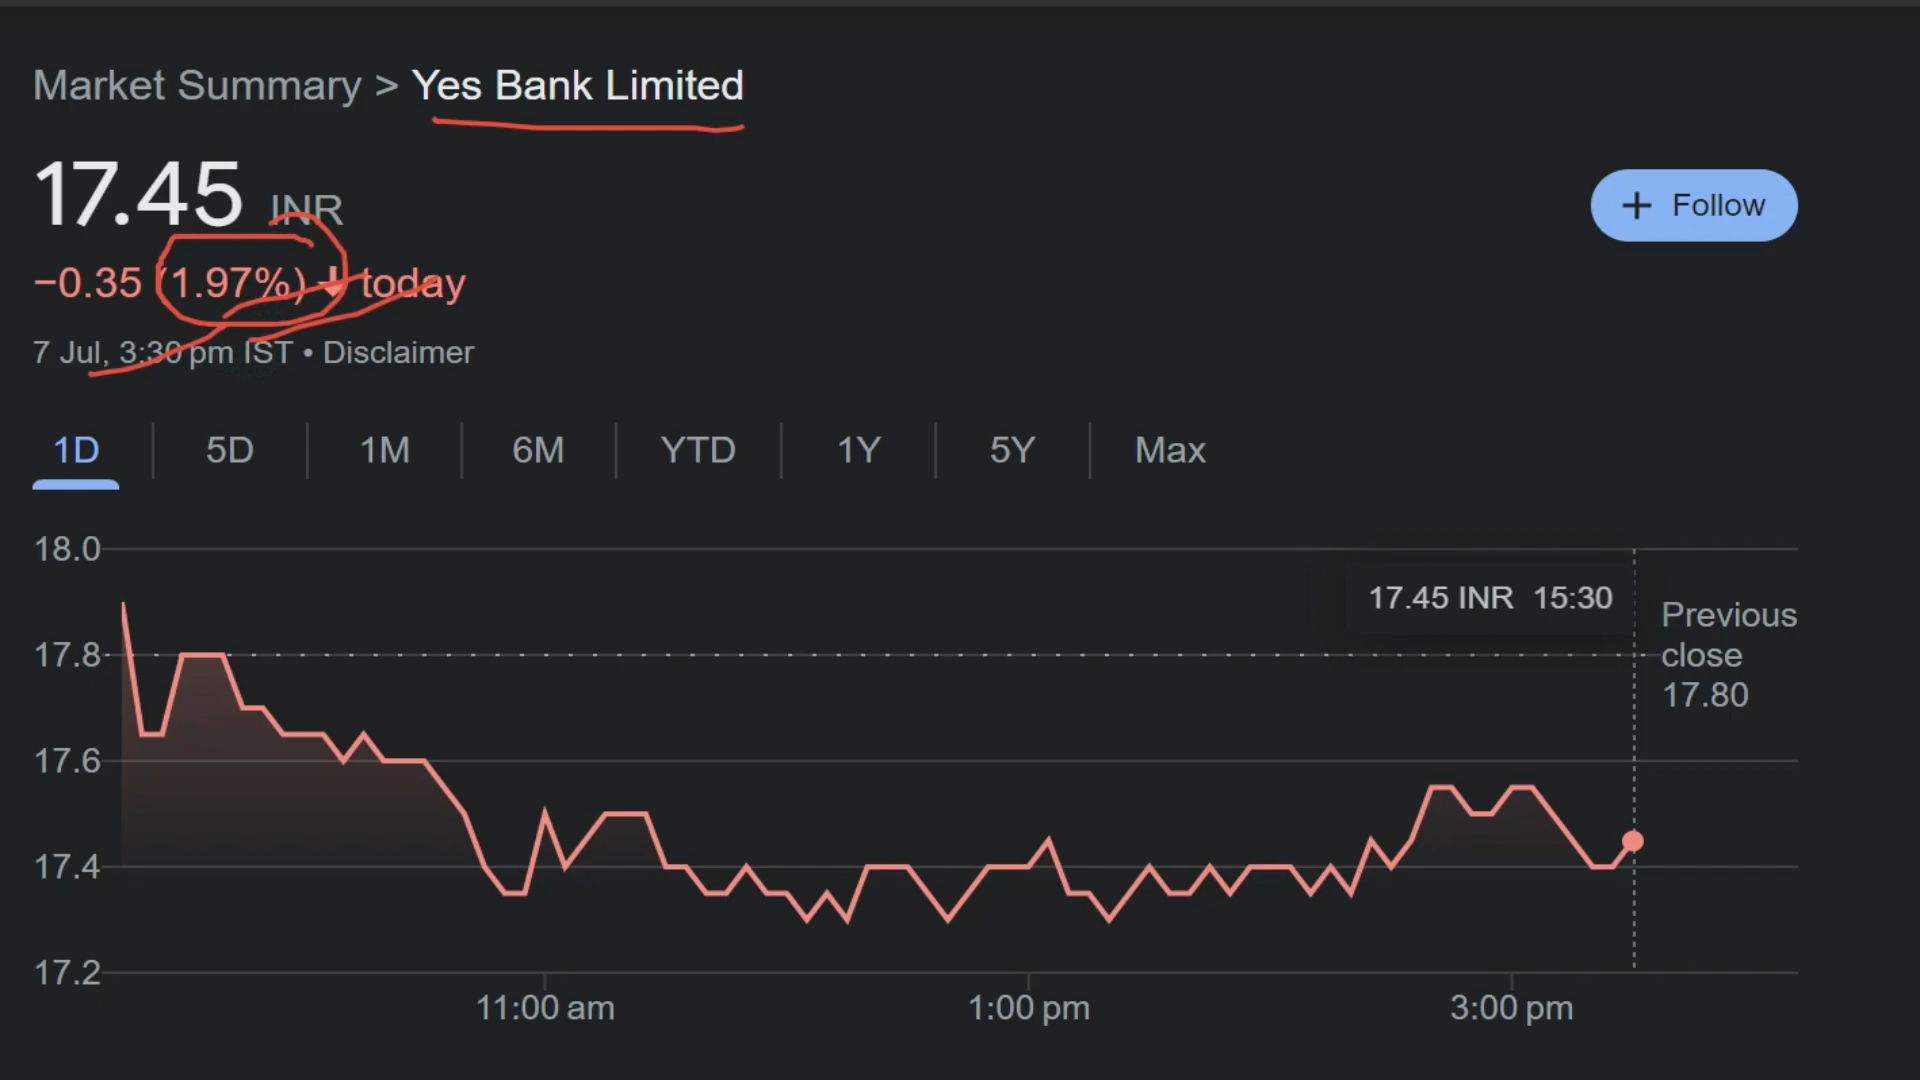 Market Summary > Yes Bank Limited
17.45 INR
+ Follow
−0.35 (1.97%) ↓ today
7 Jul, 3:30 pm IST • Disclaimer
1D 5D 1M 6M YTD 1Y 5Y Max
18.0
17.45 INR 15:30
Previous
17.8
close
17.80
17.6
17.4
17.2
11:00 am 1:00 pm 3:00 pm